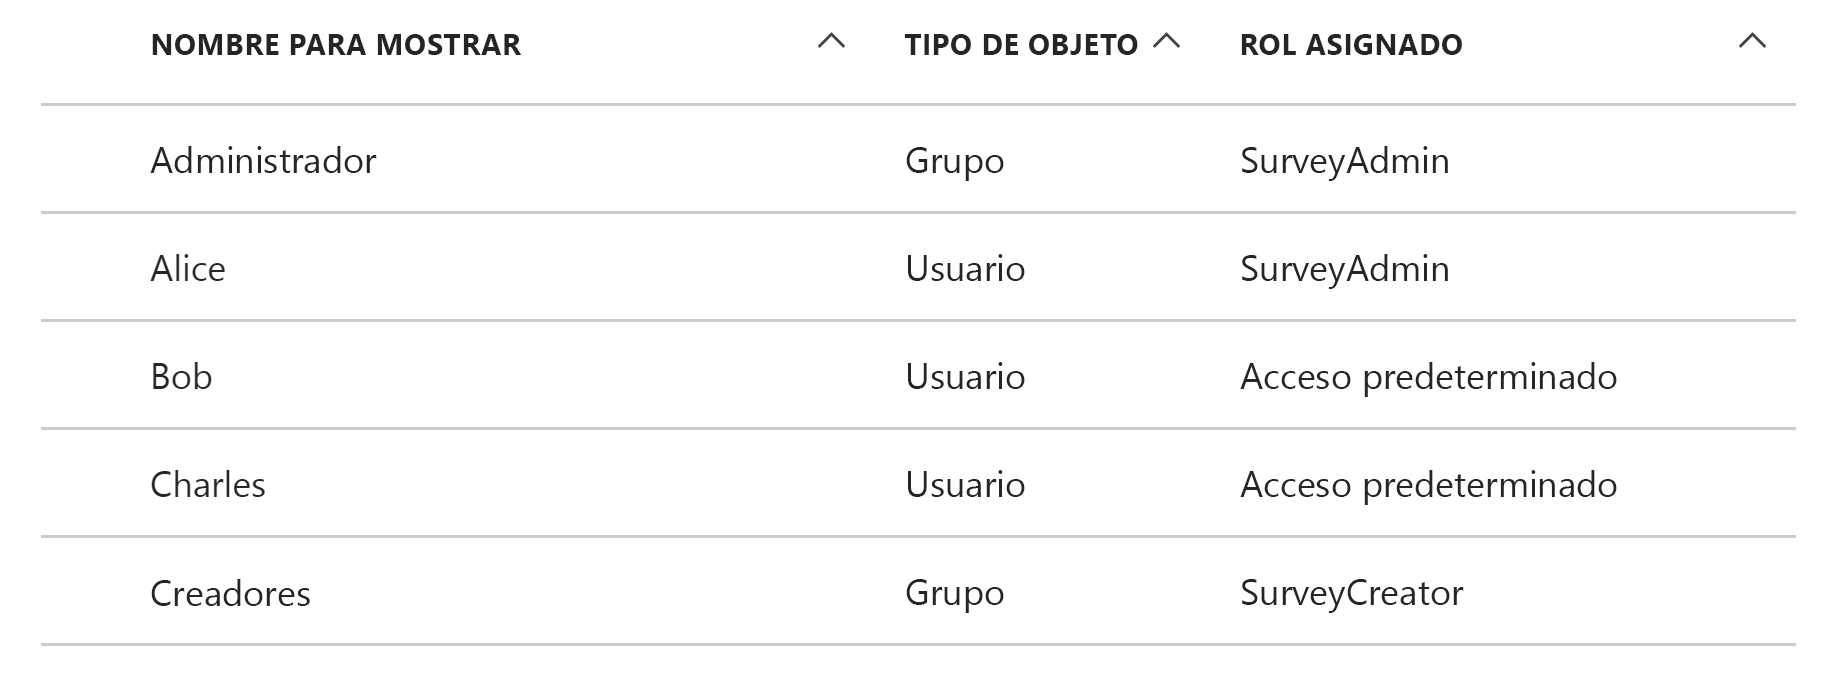 NOMBRE PARA MOSTRAR TIPO DE OBJETO ROL ASIGNADO
Administrador Grupo SurveyAdmin
Alice Usuario SurveyAdmin
Bob Usuario Acceso predeterminado
Charles Usuario Acceso predeterminado
Creadores Grupo SurveyCreator